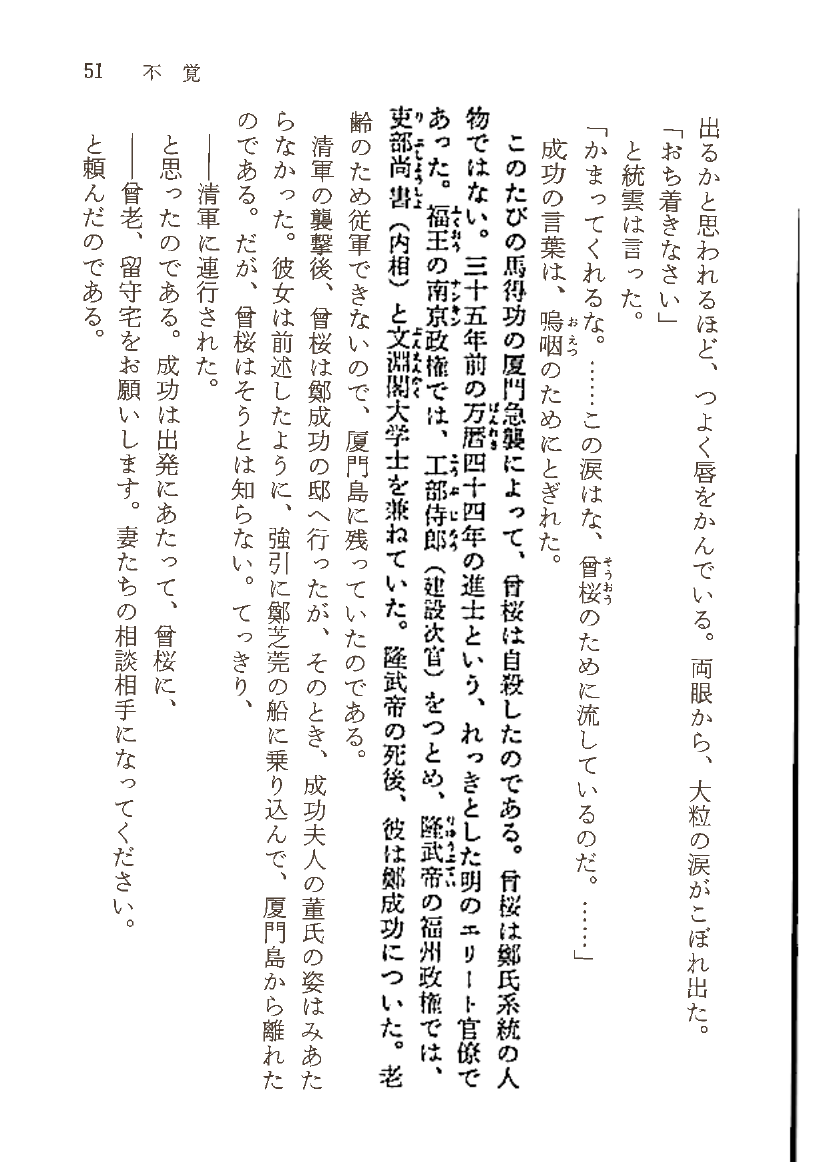 51　不覚
出るかと思われるほど、つよく唇をかんでいる。両眼から、大粒の涙がこぼれ出た。
「おち着きなさい」
と統雲は言った。
「かまってくれるな。……この涙はな、曾桜のために流しているのだ。……」
成功の言葉は、嗚咽のためにとぎれた。
このたびの馬得功の厦門急襲によって、曾桜は自殺したのである。曾桜は鄭氏系統の人
物ではない。三十五年前の万暦四十四年の進士という、れっきとした明のエリート官僚で
あった。福王の南京政権では、工部侍郎（建設次官）をつとめ、隆武帝の福州政権では、
吏部尚書（内相）と文淵閣大学士を兼ねていた。隆武帝の死後、彼は鄭成功についた。老
齢のため従軍できないので、厦門島に残っていたのである。
清軍の襲撃後、曾桜は鄭成功の邸へ行ったが、そのとき、成功夫人の董氏の姿はみあた
らなかった。彼女は前述したように、強引に鄭芝莞の船に乗り込んで、厦門島から離れた
のである。だが、曾桜はそうとは知らない。てっきり、
――清軍に連行された。
と思ったのである。成功は出発にあたって、曾桜に、
――曾老、留守宅をお願いします。妻たちの相談相手になってください。
と頼んだのである。